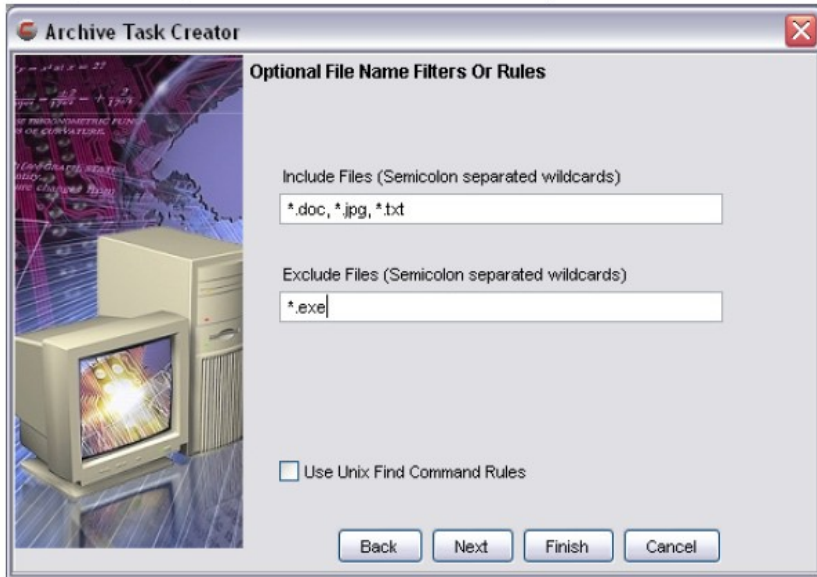 Archive Task Creator
Optional File Name Filters Or Rules
Include Files (Semicolon separated wildcards)
*.doc, *.jpg, *.txt
Exclude Files (Semicolon separated wildcards)
*.exe
Use Unix Find Command Rules
Back
Next
Finish
Cancel